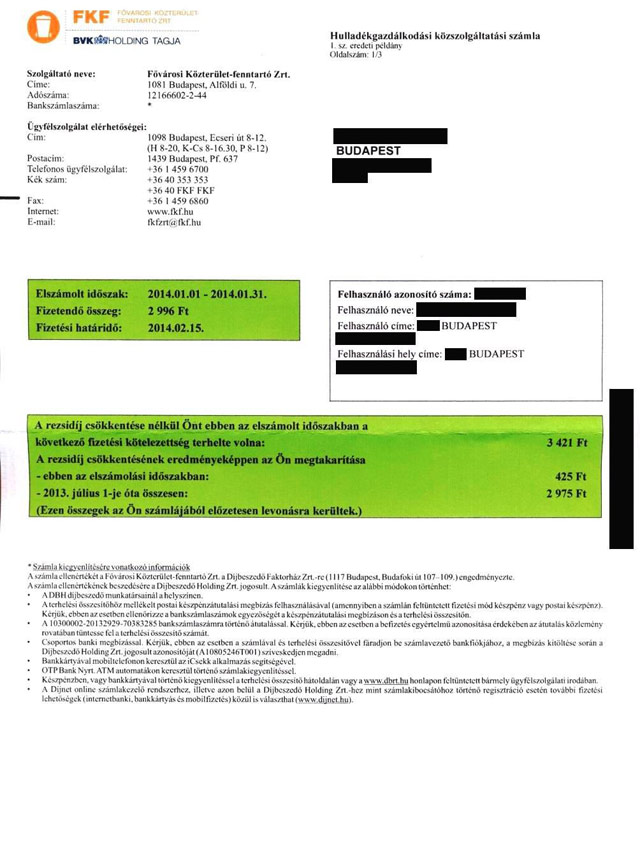 FKF FŐVÁROSI KÖZTERÜLET-
FENNTARTÓ ZRT.
BVK HOLDING TAGJA
Hulladékgazdálkodási közszolgáltatási számla
1. sz. eredeti példány
Oldalszám: 1/3
Szolgáltató neve: Fővárosi Közterület-fenntartó Zrt.
Címe: 1081 Budapest, Alföldi u. 7.
Adószáma: 12166602-2-44
Bankszámlaszáma: *
Ügyfélszolgálat elérhetőségei:
Cím: 1098 Budapest, Ecseri út 8-12.
(H 8-20, K-Cs 8-16.30, P 8-12)
Postacím: 1439 Budapest, Pf. 637
Telefonos ügyfélszolgálat: +36 1 459 6700
Kék szám: +36 40 353 353
+36 40 FKF FKF
Fax: +36 1 459 6860
Internet: www.fkf.hu
E-mail: fkfzrt@fkf.hu
BUDAPEST
Elszámolt időszak: 2014.01.01 - 2014.01.31.
Fizetendő összeg: 2 996 Ft
Fizetési határidő: 2014.02.15.
Felhasználó azonosító száma:
Felhasználó neve:
Felhasználó címe: BUDAPEST
Felhasználási hely címe: BUDAPEST
A rezsidíj csökkentése nélkül Önt ebben az elszámolt időszakban a
következő fizetési kötelezettség terhelte volna: 3 421 Ft
A rezsidíj csökkentésének eredményeképpen az Ön megtakarítása
- ebben az elszámolási időszakban: 425 Ft
- 2013. július 1-je óta összesen: 2 975 Ft
(Ezen összegek az Ön számlájából előzetesen levonásra kerültek.)
* Számla kiegyenlítésére vonatkozó információk
A számla ellenértékét a Fővárosi Közterület-fenntartó Zrt. a Díjbeszedő Faktorház Zrt.-re (1117 Budapest, Budafoki út 107–109.) engedményezte.
A számla ellenértékének beszedésére a Díjbeszedő Holding Zrt. jogosult. A számlák kiegyenlítése az alábbi módokon történhet:
• A DBH díjbeszedő munkatársainál a helyszínen.
• A terhelési összesítőhöz mellékelt postai készpénzátutalási megbízás felhasználásával (amennyiben a számlán feltüntetett fizetési mód készpénz vagy postai készpénz).
Kérjük, ebben az esetben ellenőrizze a bankszámlaszámok egyezőségét a készpénzátutalási megbízáson és a terhelési összesítőn.
• A 10300002-20132929-70383285 bankszámlaszámra történő átutalással. Kérjük, ebben az esetben a befizetés egyértelmű azonosítása érdekében az átutalás közlemény
rovatában tüntesse fel a terhelési összesítő számát.
• Csoportos banki megbízással. Kérjük, ebben az esetben a számlával és terhelési összesítővel fáradjon be számlavezető bankfiókjához, a megbízás kitöltése során a
Díjbeszedő Holding Zrt. jogosult azonosítóját (A10805246T001) szíveskedjen megadni.
• Bankkártyával mobiltelefonon keresztül az iCsekk alkalmazás segítségével.
• OTP Bank Nyrt. ATM automatákon keresztül történő számlakiegyenlítéssel.
• Készpénzben, vagy bankkártyával történő kiegyenlítéssel a terhelési összesítő hátoldalán vagy a www.dbrt.hu honlapon feltüntetett bármely ügyfélszolgálati irodában.
• A Díjnet online számlakezelő rendszerhez, illetve azon belül a Díjbeszedő Holding Zrt.-hez mint számlakibocsátóhoz történő regisztráció esetén további fizetési
lehetőségek (internetbanki, bankkártyás és mobilfizetés) közül is választhat (www.dijnet.hu).